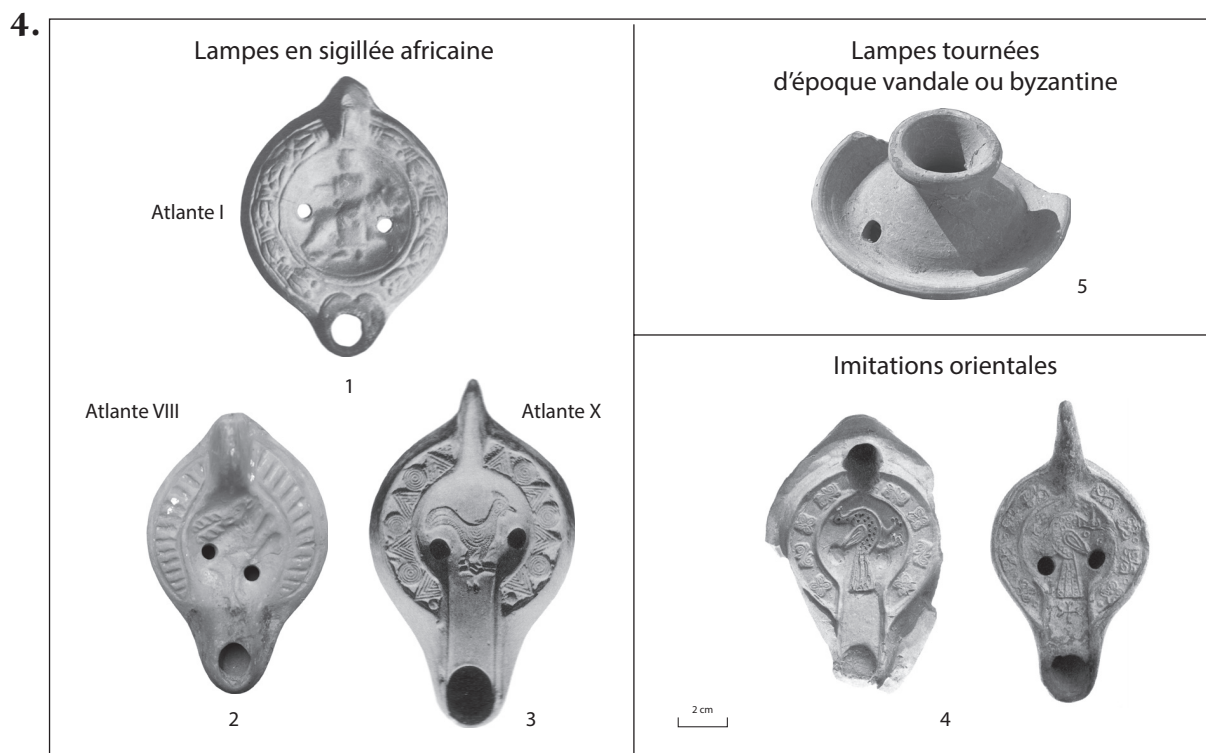 4.
Lampes en sigillée africaine
Atlante I
1
Atlante VIII
2
Atlante X
3
Lampes tournées
d'époque vandale ou byzantine
5
Imitations orientales
2 cm
4